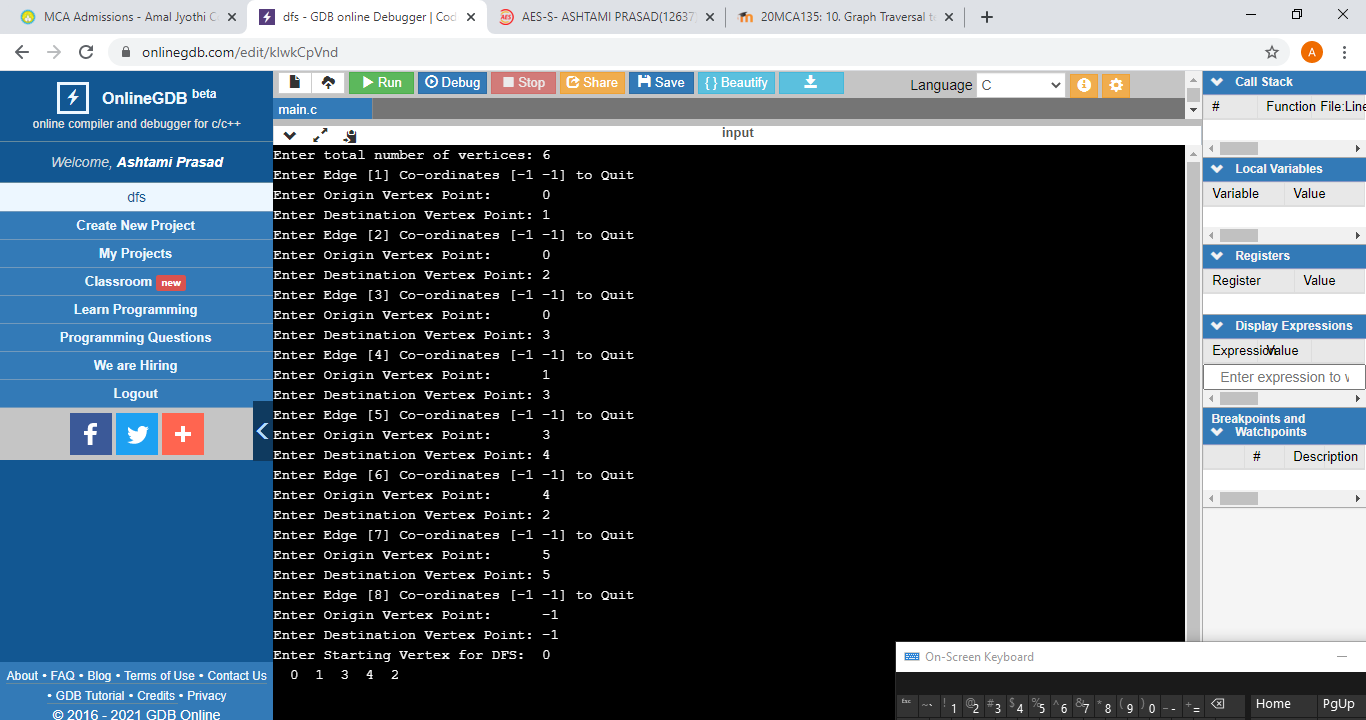 MCA Admissions - Amal Jyothi C
dfs - GDB online Debugger | Cod
AES-S- ASHTAMI PRASAD(12637)
20MCA135: 10. Graph Traversal t
onlinegdb.com/edit/kIwkCpVnd
A
OnlineGDB beta
online compiler and debugger for c/c++
Welcome, Ashtami Prasad
dfs
Create New Project
My Projects
Classroom new
Learn Programming
Programming Questions
We are Hiring
Logout
About • FAQ • Blog • Terms of Use • Contact Us
• GDB Tutorial • Credits • Privacy
© 2016 - 2021 GDB Online
Run Debug Stop Share Save { } Beautify
Language C
main.c
input
Enter total number of vertices: 6
Enter Edge [1] Co-ordinates [-1 -1] to Quit
Enter Origin Vertex Point: 0
Enter Destination Vertex Point: 1
Enter Edge [2] Co-ordinates [-1 -1] to Quit
Enter Origin Vertex Point: 0
Enter Destination Vertex Point: 2
Enter Edge [3] Co-ordinates [-1 -1] to Quit
Enter Origin Vertex Point: 0
Enter Destination Vertex Point: 3
Enter Edge [4] Co-ordinates [-1 -1] to Quit
Enter Origin Vertex Point: 1
Enter Destination Vertex Point: 3
Enter Edge [5] Co-ordinates [-1 -1] to Quit
Enter Origin Vertex Point: 3
Enter Destination Vertex Point: 4
Enter Edge [6] Co-ordinates [-1 -1] to Quit
Enter Origin Vertex Point: 4
Enter Destination Vertex Point: 2
Enter Edge [7] Co-ordinates [-1 -1] to Quit
Enter Origin Vertex Point: 5
Enter Destination Vertex Point: 5
Enter Edge [8] Co-ordinates [-1 -1] to Quit
Enter Origin Vertex Point: -1
Enter Destination Vertex Point: -1
Enter Starting Vertex for DFS: 0
0 1 3 4 2
Call Stack
# Function File:Line
Local Variables
Variable Value
Registers
Register Value
Display Expressions
Expression Value
Enter expression to v
Breakpoints and
Watchpoints
# Description
On-Screen Keyboard
Esc ~ ` ! 1 @ 2 # 3 $ 4 % 5 ^ 6 & 7 * 8 ( 9 ) 0 _ - + = Home PgUp